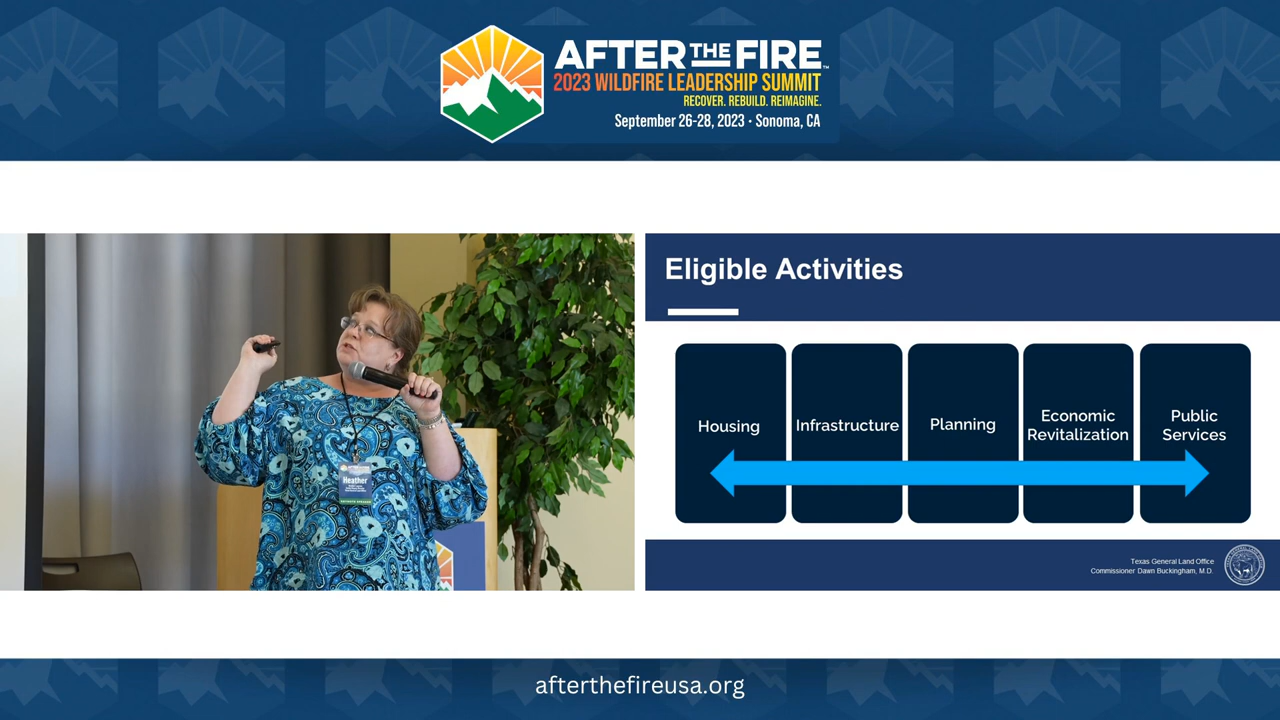 AFTER THE FIRE™
2023 WILDFIRE LEADERSHIP SUMMIT
RECOVER. REBUILD. REIMAGINE.
September 26-28, 2023 • Sonoma, CA
Heather
Eligible Activities
Housing
Infrastructure
Planning
Economic
Revitalization
Public
Services
Texas General Land Office
Commissioner Dawn Buckingham, M.D.
afterthefireusa.org